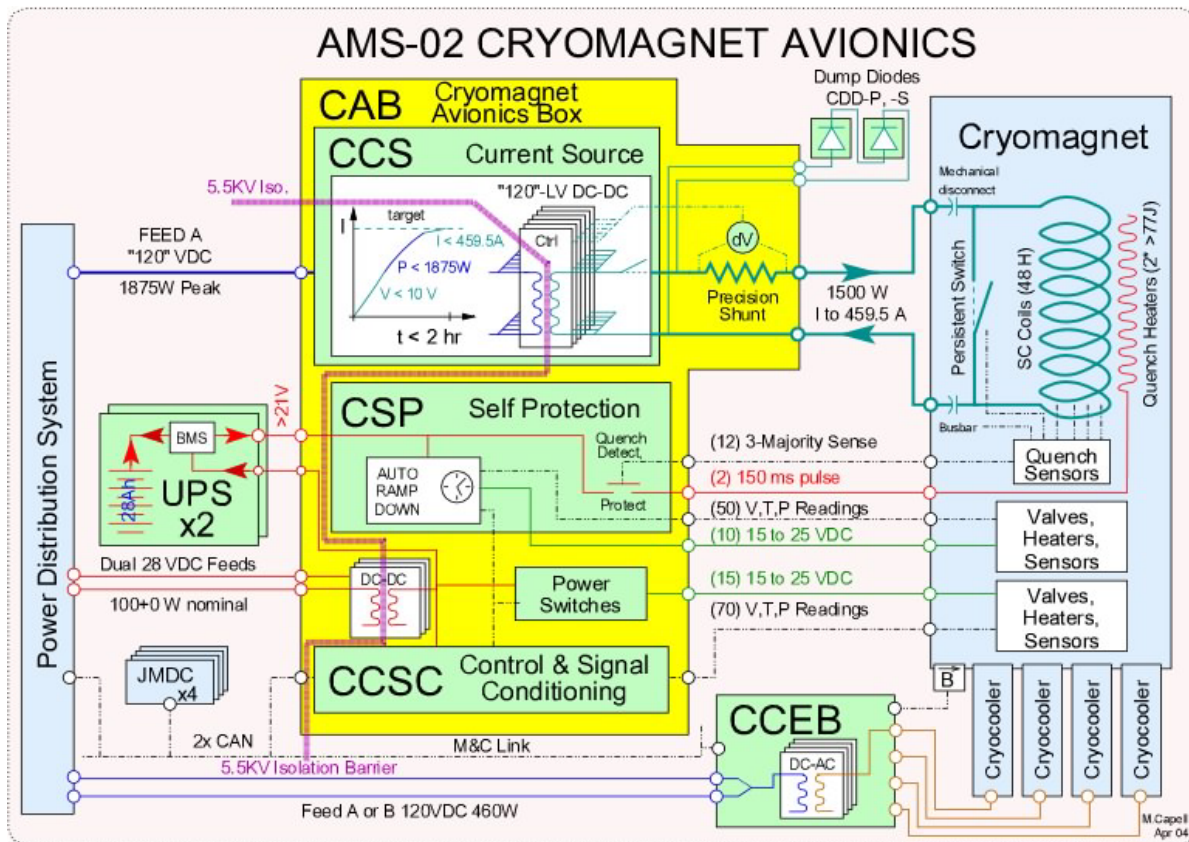 AMS-02 CRYOMAGNET AVIONICS
Dump Diodes
CDD-P, -S
CAB
Cryomagnet
Avionics Box
CCS
Current Source
Cryomagnet
5.5KV Iso.
"120"-LV DC-DC
Mechanical
disconnect
I
target
I < 459.5A
P < 1875W
V < 10 V
t < 2 hr
Ctrl
dV
Precision
Shunt
FEED A
"120" VDC
1875W Peak
1500 W
I to 459.5 A
Persistent Switch
SC Coils (48H)
Quench Heaters (2* >77J)
Power Distribution System
>21V
BMS
28Ah
UPS
x2
CSP
Self Protection
AUTO
RAMP
DOWN
Quench
Detect,
Protect
(12) 3-Majority Sense
Busbar
Quench
Sensors
(2) 150 ms pulse
(50) V,T,P Readings
Valves,
Heaters,
Sensors
(10) 15 to 25 VDC
Dual 28 VDC Feeds
100+0 W nominal
DC-DC
Power
Switches
(15) 15 to 25 VDC
(70) V,T,P Readings
Valves,
Heaters,
Sensors
JMDC
x4
CCSC
Control & Signal
Conditioning
B
2x CAN
M&C Link
5.5KV Isolation Barrier
CCEB
DC-AC
Cryocooler
Cryocooler
Cryocooler
Cryocooler
Feed A or B 120VDC 460W
M.Capell
Apr 04